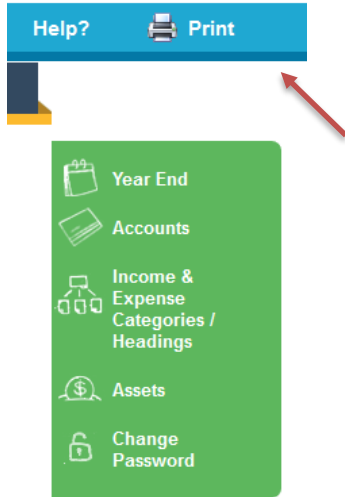 Help? Print
Year End
Accounts
Income &
Expense
Categories /
Headings
Assets
Change
Password